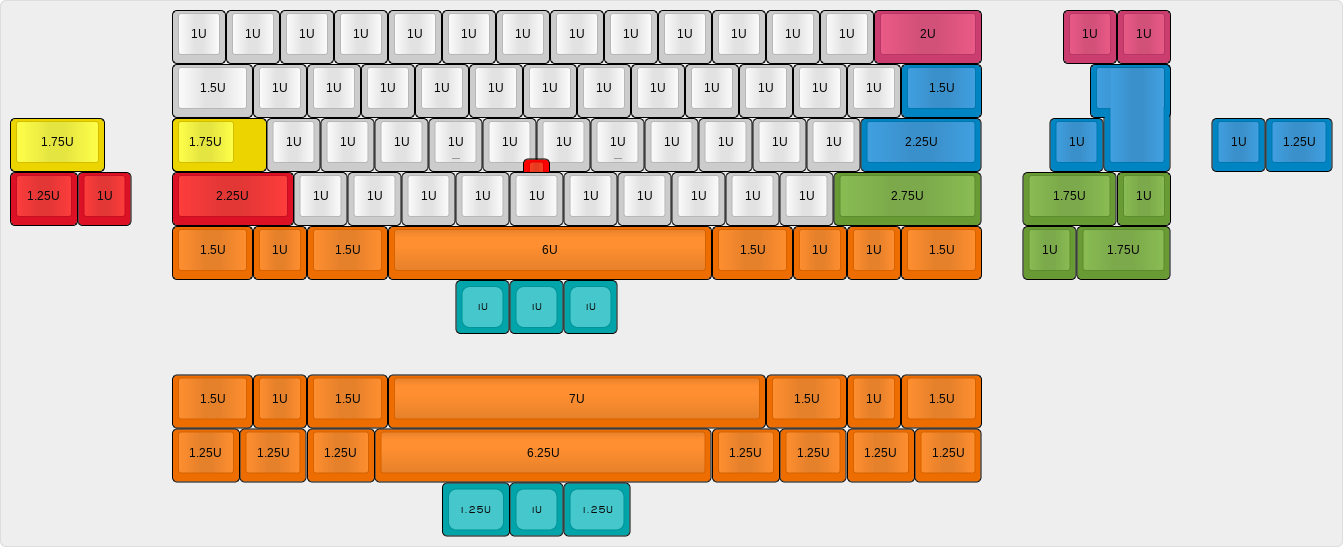 1U 1U 1U 1U 1U 1U 1U 1U 1U 1U 1U 1U 1U 2U 1U 1U
1.5U 1U 1U 1U 1U 1U 1U 1U 1U 1U 1U 1U 1U 1.5U
1.75U 1.75U 1U 1U 1U 1U 1U 1U 1U 1U 1U 1U 1U 2.25U 1U 1U 1.25U
_ _
1.25U 1U 2.25U 1U 1U 1U 1U 1U 1U 1U 1U 1U 1U 2.75U 1.75U 1U
1.5U 1U 1.5U 6U 1.5U 1U 1U 1.5U 1U 1.75U
1U 1U 1U
1.5U 1U 1.5U 7U 1.5U 1U 1.5U
1.25U 1.25U 1.25U 6.25U 1.25U 1.25U 1.25U 1.25U
1.25U 1U 1.25U